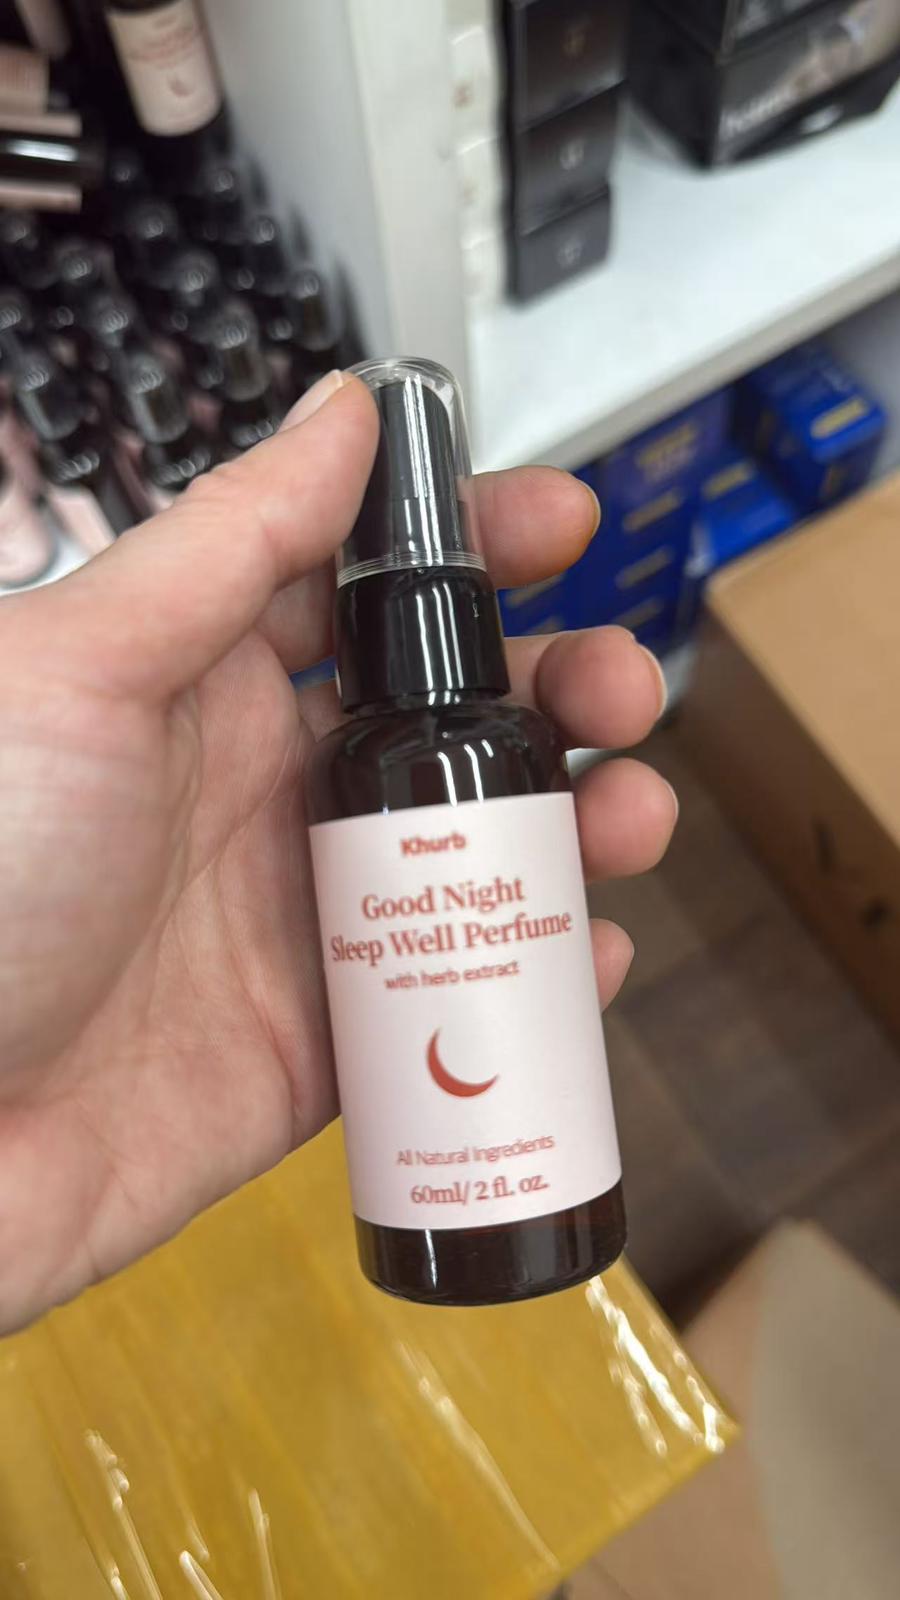 Khurb
Good Night
Sleep Well Perfume
with herb extract
All Natural Ingredients
60ml/ 2 fl. oz.